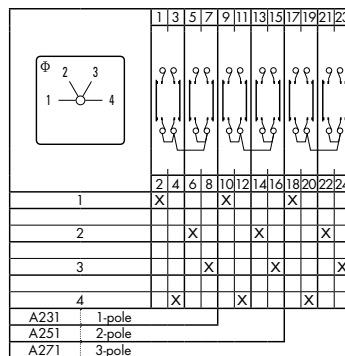 1 3 5 7 9 11 13 15 17 19 21 23
Φ
2 3
1 4
2 4 6 8 10 12 14 16 18 20 22 24
1 X X X
2 X X X
3 X X X
4 X X X
A231 1-pole
A251 2-pole
A271 3-pole